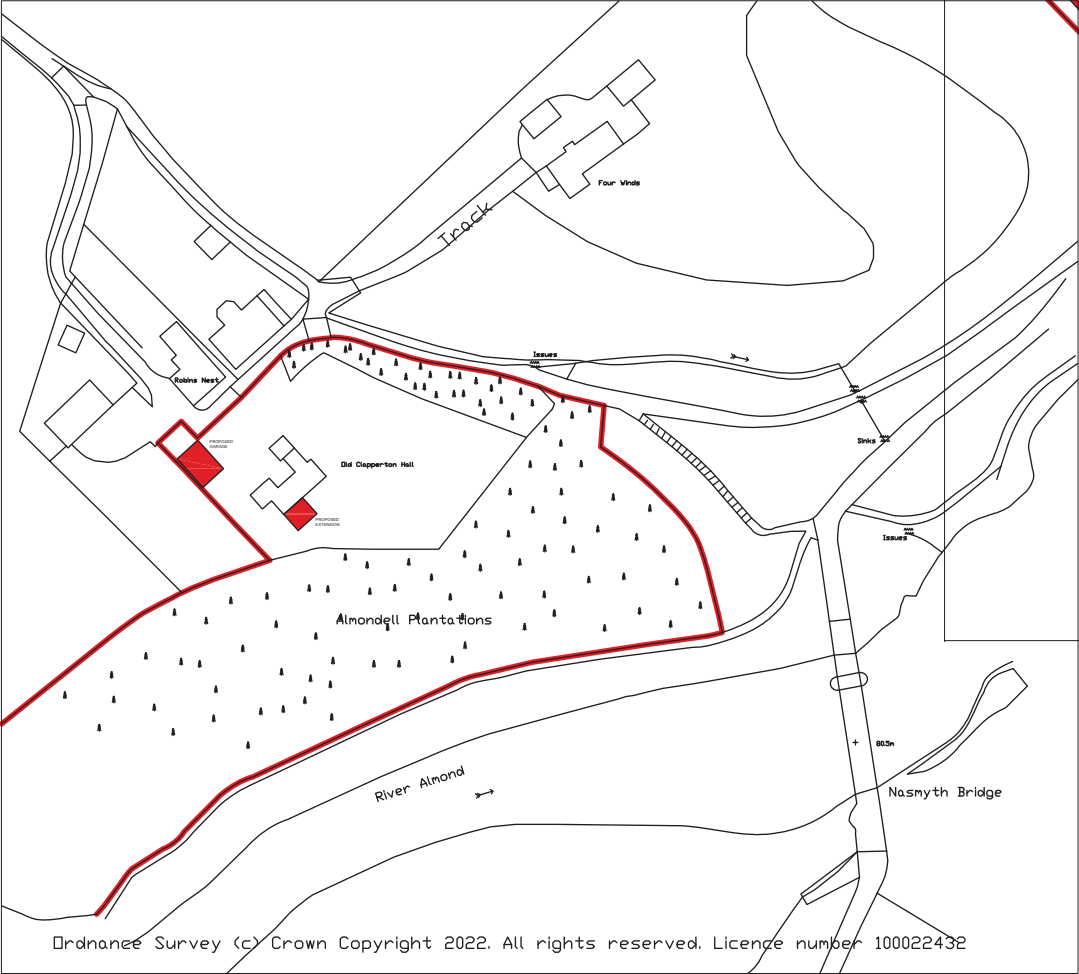 Four Winds
Track
Issues
Robins Nest
PROPOSED
GARAGE
Sinks
Old Clapperton Hall
PROPOSED
EXTENSION
Issues
Almondell Plantations
80.5m
River Almond
Nasmyth Bridge
Ordnance Survey (c) Crown Copyright 2022. All rights reserved. Licence number 100022432